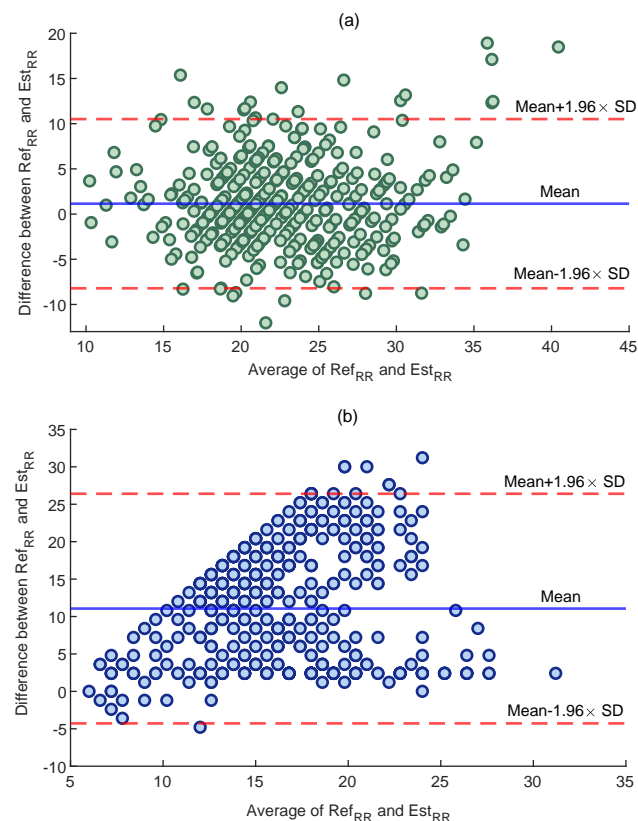 (a)
Difference between Ref_RR and Est_RR
20
15
10
5
0
-5
-10
Mean+1.96× SD
Mean
Mean-1.96× SD
10 15 20 25 30 35 40 45
Average of Ref_RR and Est_RR
(b)
Difference between Ref_RR and Est_RR
35
30
25
20
15
10
5
0
-5
-10
Mean+1.96× SD
Mean
Mean-1.96× SD
5 10 15 20 25 30 35
Average of Ref_RR and Est_RR